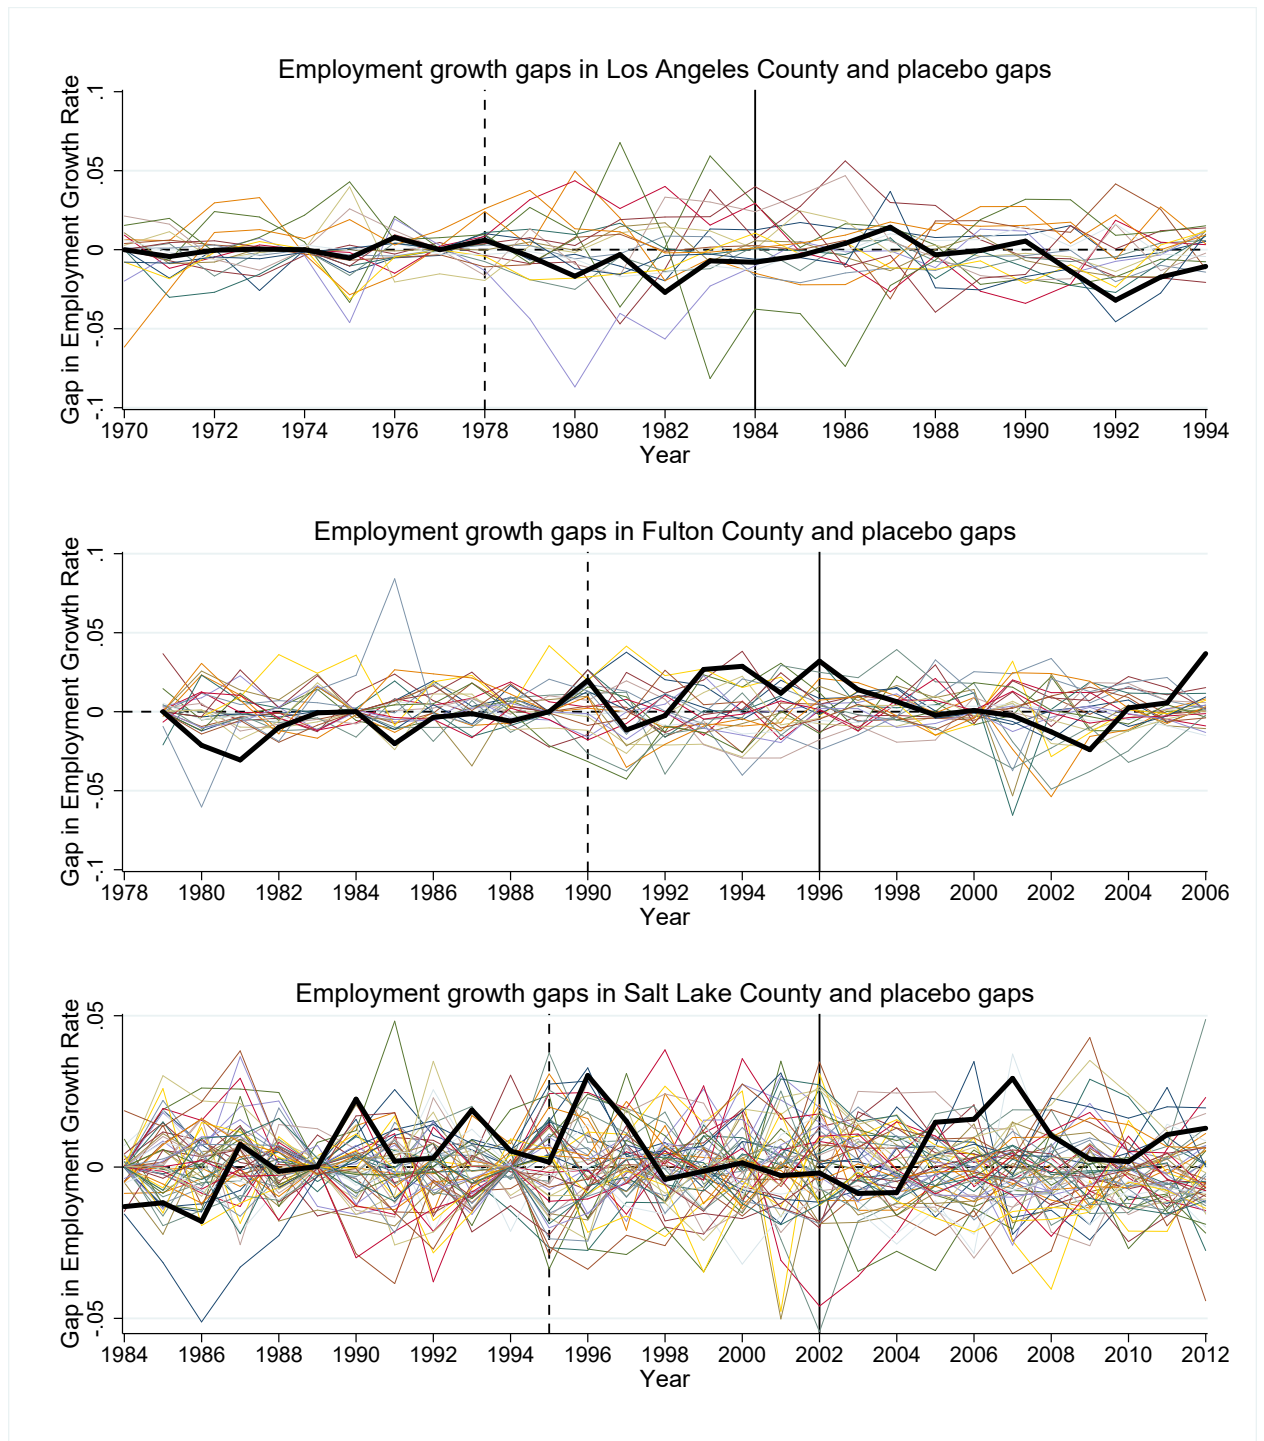 Employment growth gaps in Los Angeles County and placebo gaps
Gap in Employment Growth Rate
.1
.05
0
-.05
-.1
1970 1972 1974 1976 1978 1980 1982 1984 1986 1988 1990 1992 1994
Year
Employment growth gaps in Fulton County and placebo gaps
Gap in Employment Growth Rate
.1
.05
0
-.05
-.1
1978 1980 1982 1984 1986 1988 1990 1992 1994 1996 1998 2000 2002 2004 2006
Year
Employment growth gaps in Salt Lake County and placebo gaps
Gap in Employment Growth Rate
.05
0
-.05
1984 1986 1988 1990 1992 1994 1996 1998 2000 2002 2004 2006 2008 2010 2012
Year